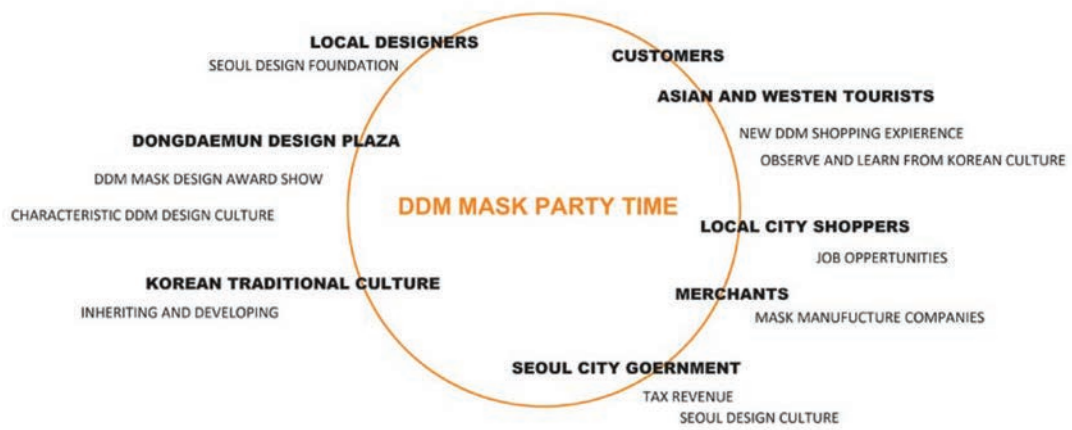 LOCAL DESIGNERS
SEOUL DESIGN FOUNDATION
CUSTOMERS
ASIAN AND WESTEN TOURISTS
NEW DDM SHOPPING EXPIERENCE
OBSERVE AND LEARN FROM KOREAN CULTURE
DONGDAEMUN DESIGN PLAZA
DDM MASK DESIGN AWARD SHOW
CHARACTERISTIC DDM DESIGN CULTURE
DDM MASK PARTY TIME
LOCAL CITY SHOPPERS
JOB OPPERTUNITIES
KOREAN TRADITIONAL CULTURE
INHERITING AND DEVELOPING
MERCHANTS
MASK MANUFUCTURE COMPANIES
SEOUL CITY GOERNMENT
TAX REVENUE
SEOUL DESIGN CULTURE